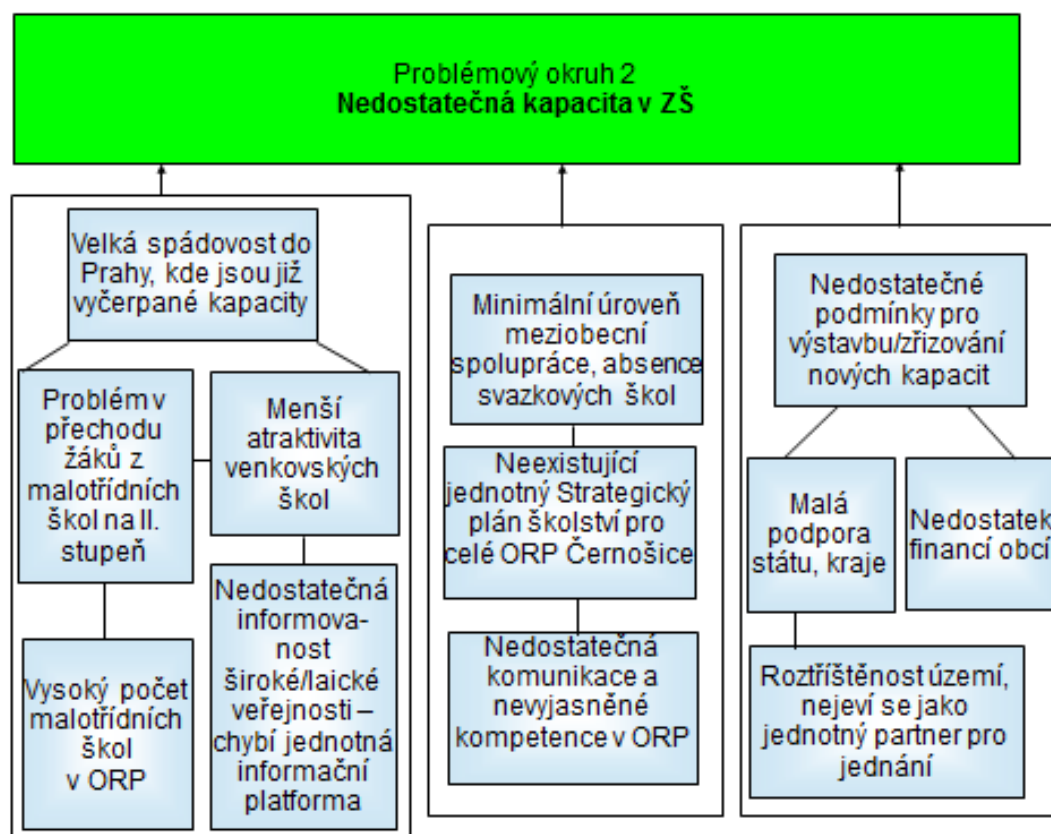 Problémový okruh 2
Nedostatečná kapacita v ZŠ
Velká spádovost do
Prahy, kde jsou již
vyčerpané kapacity
Problém v
přechodu
žáků z
malotřídních
škol na II.
stupeň
Menší
atraktivita
venkovských
škol
Vysoký počet
malotřídních
škol
v ORP
Nedostatečná
informova-
nost
široké/laické
veřejnosti –
chybí jednotná
informační
platforma
Minimální úroveň
meziobecní
spolupráce, absence
svazkových škol
Neexistující
jednotný Strategický
plán školství pro
celé ORP Černošice
Nedostatečná
komunikace a
nevyjasněné
kompetence v ORP
Nedostatečné
podmínky pro
výstavbu/zřizování
nových kapacit
Malá
podpora
státu, kraje
Nedostatek
financí obcí
Roztříštěnost území,
nejeví se jako
jednotný partner pro
jednání